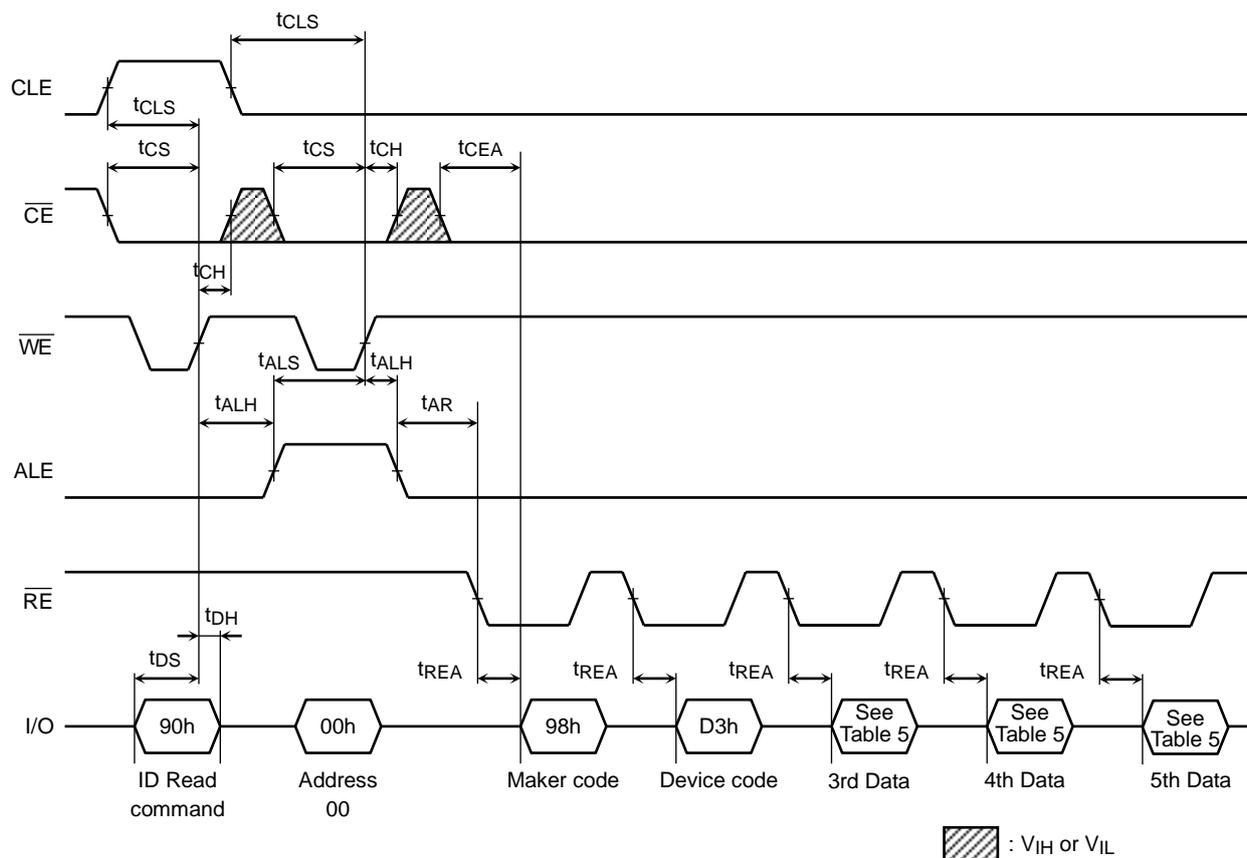 tCLS
CLE
tCLS
tCS tCS tCH tCEA
CE
tCH
WE
tALS tALH
tALH tAR
ALE
RE
tDH
tDS tREA tREA tREA tREA tREA
I/O 90h 00h 98h D3h See Table 5 See Table 5 See Table 5
ID Read command Address 00 Maker code Device code 3rd Data 4th Data 5th Data
: VIH or VIL